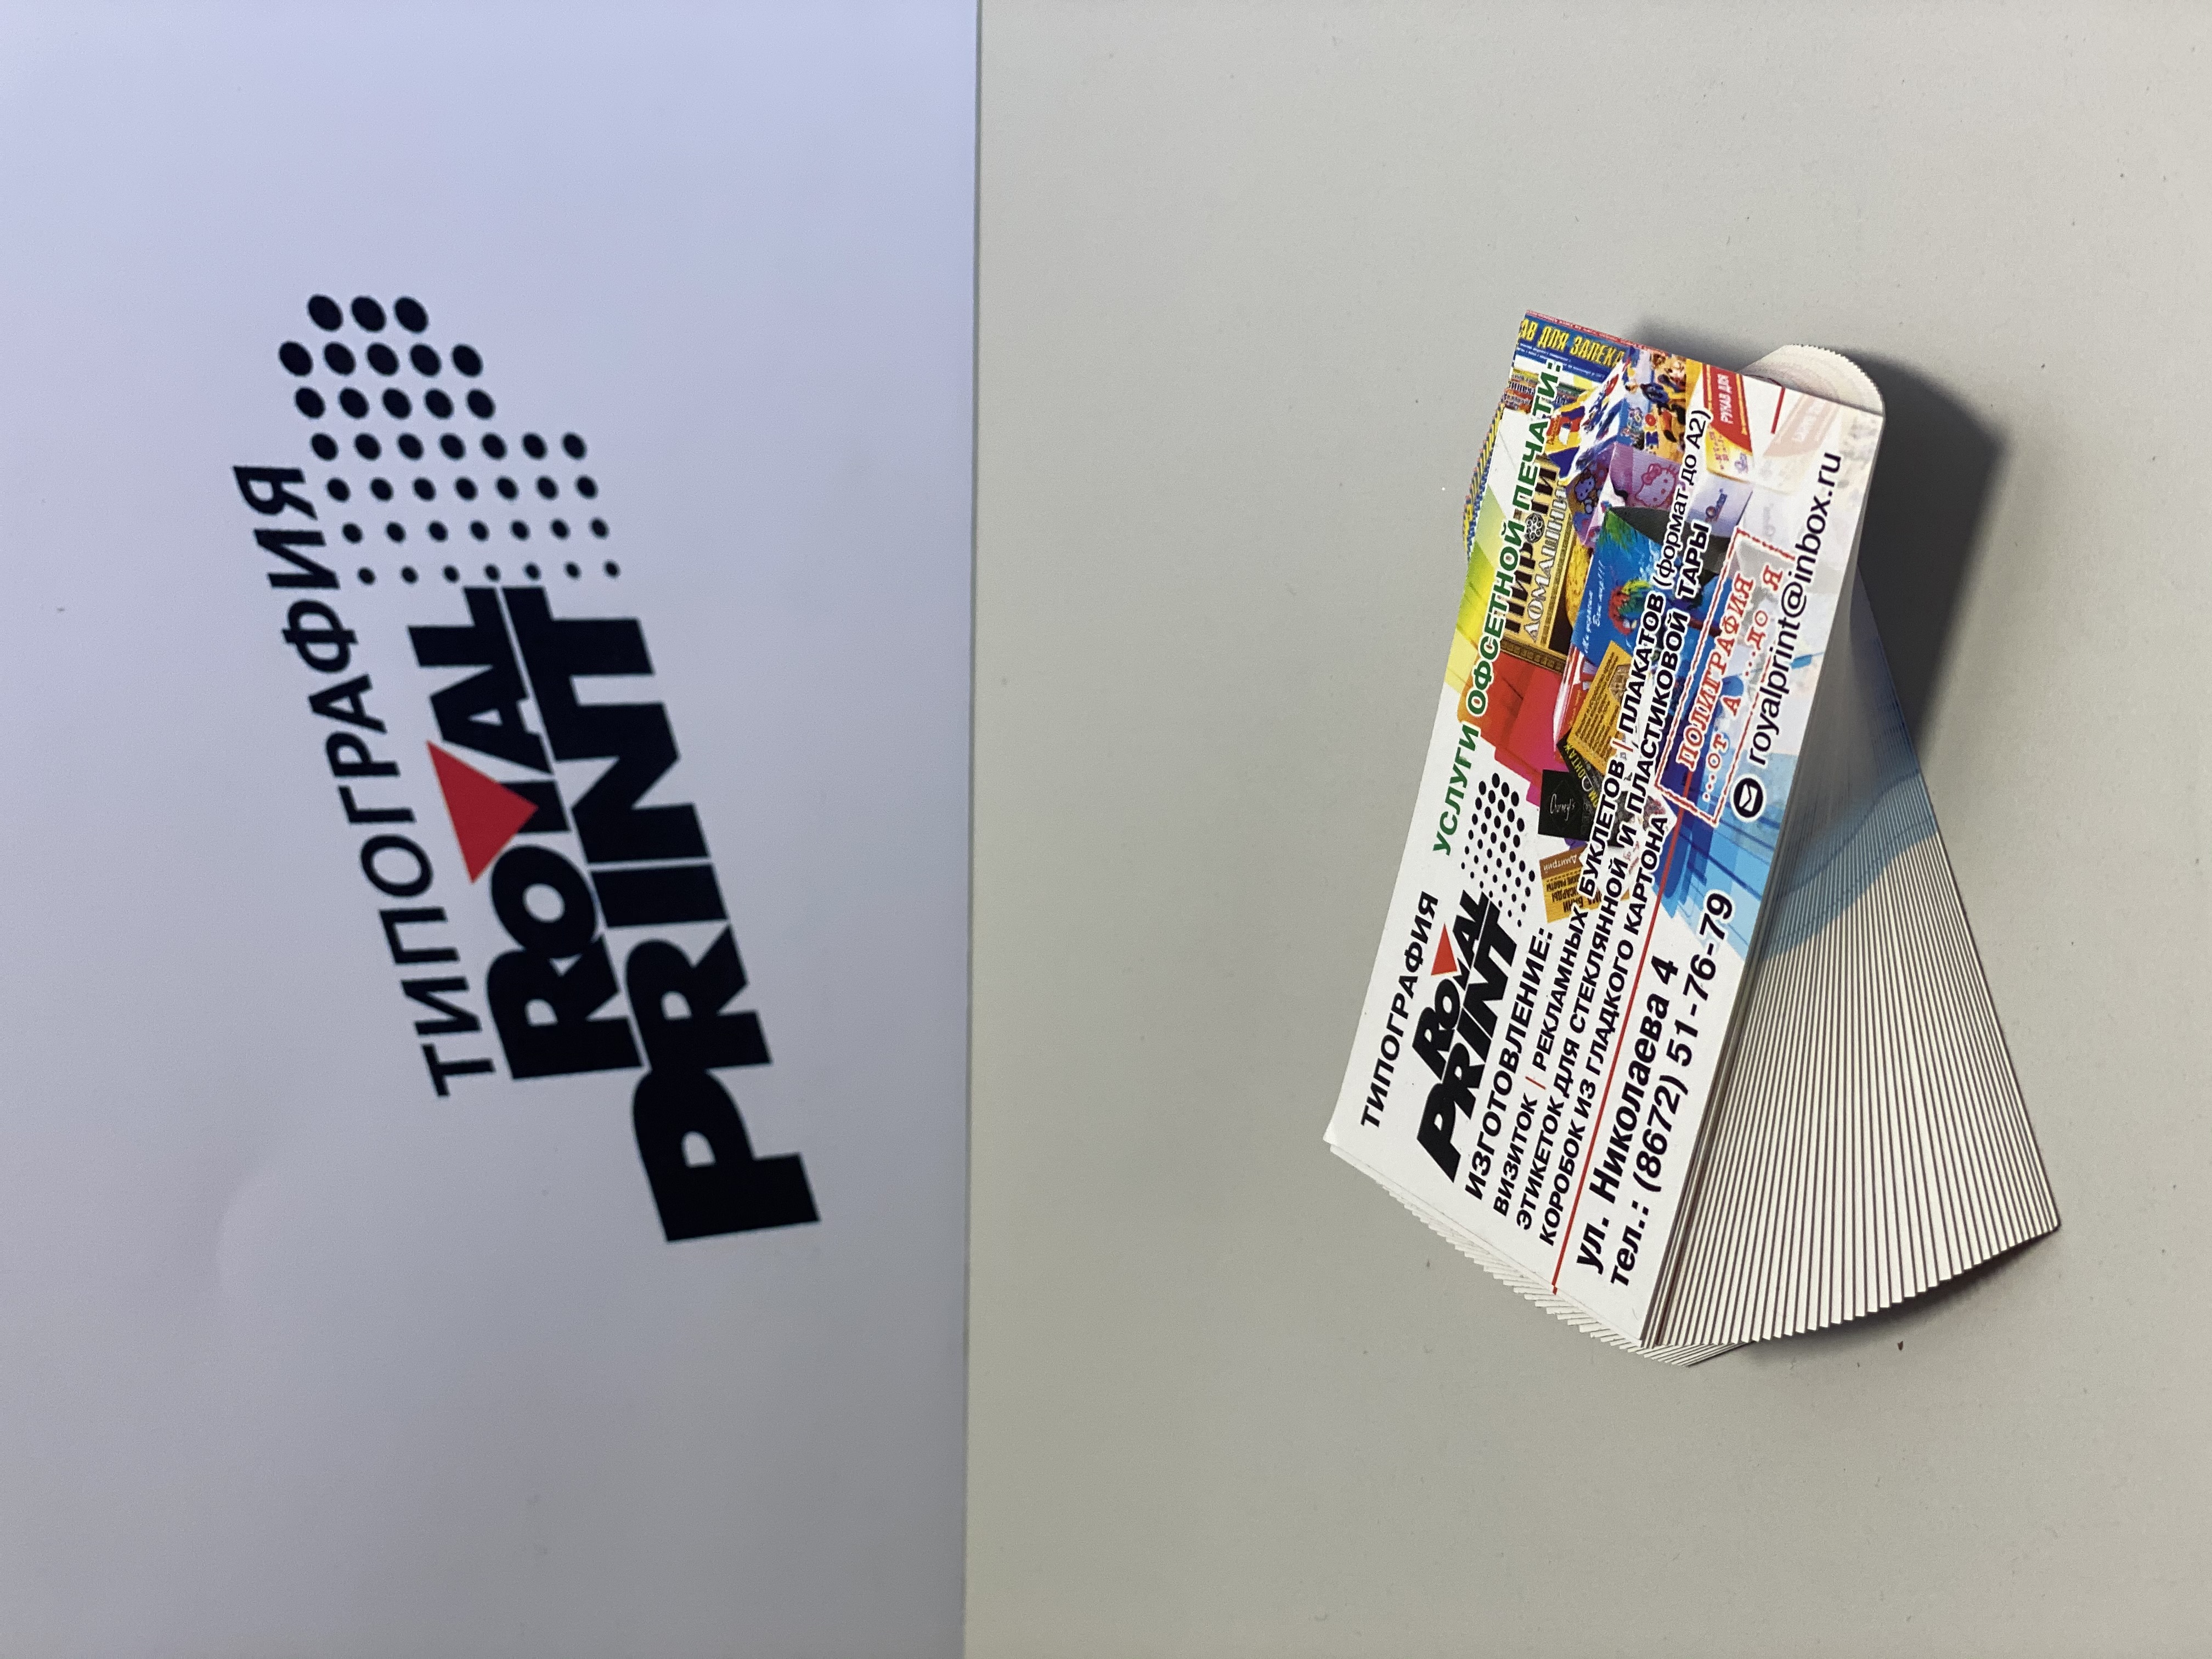 ТИПОГРАФИЯ
ROYAL
PRINT
ТИПОГРАФИЯ
ROYAL
PRINT
УСЛУГИ ОФСЕТНОЙ ПЕЧАТИ:
ИЗГОТОВЛЕНИЕ:
ВИЗИТОК | РЕКЛАМНЫХ БУКЛЕТОВ | ПЛАКАТОВ (формат до А2)
ЭТИКЕТОК ДЛЯ СТЕКЛЯННОЙ И ПЛАСТИКОВОЙ ТАРЫ
КОРОБОК ИЗ ГЛАДКОГО КАРТОНА
ул. Николаева 4
тел.: (8672) 51-76-79
ПОЛИГРАФИЯ
...от А ...до Я
royalprint@inbox.ru
ПИРОГИ
ДОМАШНИЕ
РУКАВ ДЛЯ